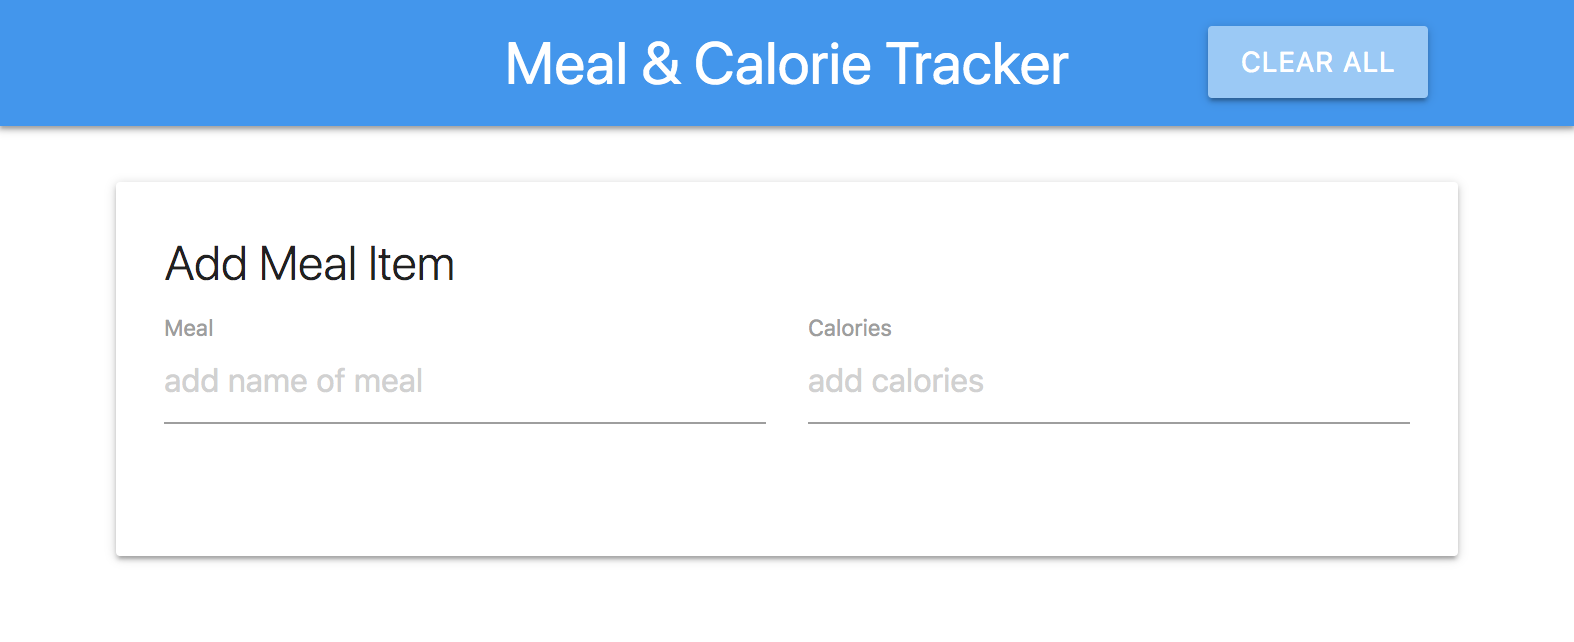 Meal & Calorie Tracker
CLEAR ALL
Add Meal Item
Meal
Calories
add name of meal
add calories